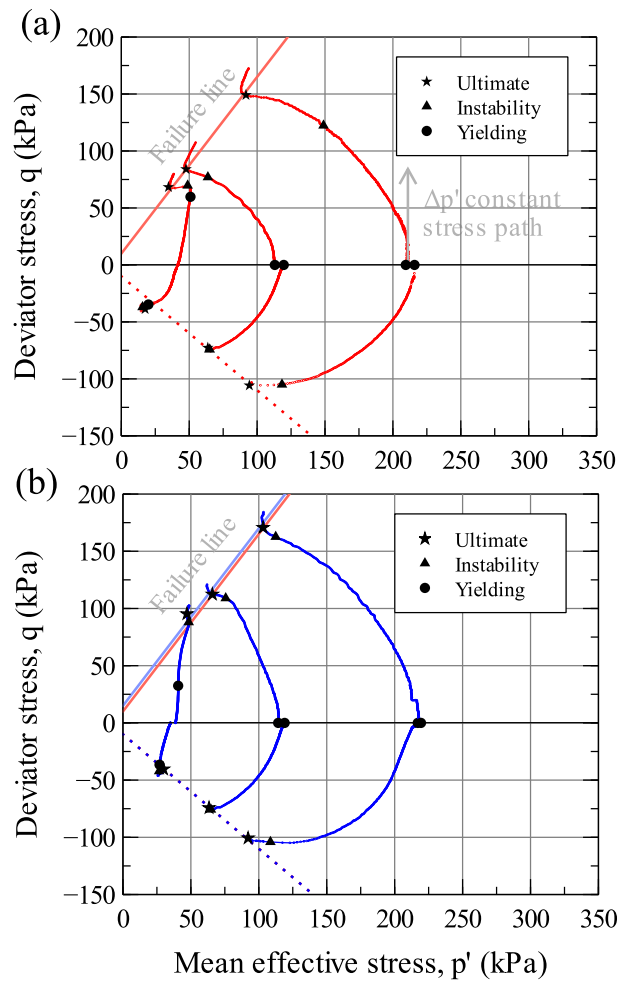 (a)
200
150
100
50
0
−50
−100
−150
0 50 100 150 200 250 300 350
Deviator stress, q (kPa)
Failure line
Ultimate
Instability
Yielding
Δp' constant
stress path
(b)
200
150
100
50
0
−50
−100
−150
0 50 100 150 200 250 300 350
Deviator stress, q (kPa)
Failure line
Ultimate
Instability
Yielding
Mean effective stress, p' (kPa)